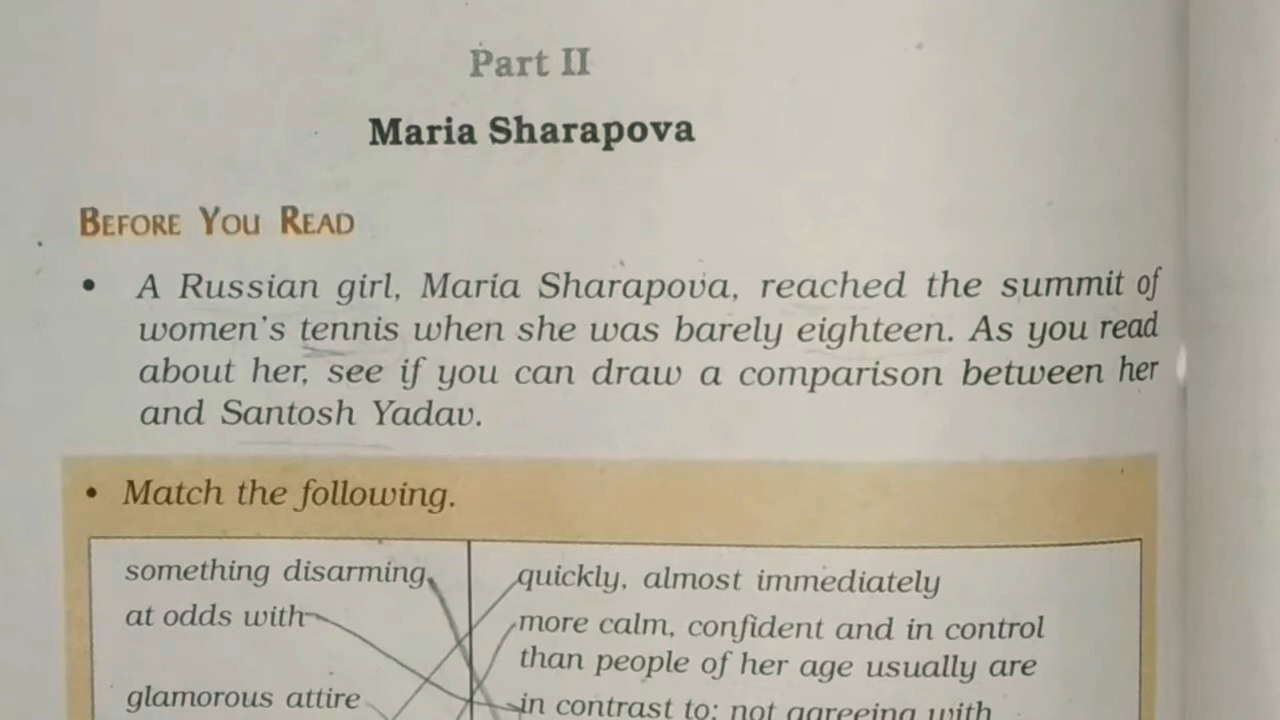 Part II
Maria Sharapova
BEFORE YOU READ
• A Russian girl, Maria Sharapova, reached the summit of
women's tennis when she was barely eighteen. As you read
about her, see if you can draw a comparison between her
and Santosh Yadav.
• Match the following.
something disarming
quickly, almost immediately
at odds with
more calm, confident and in control
than people of her age usually are
glamorous attire
in contrast to; not agreeing with